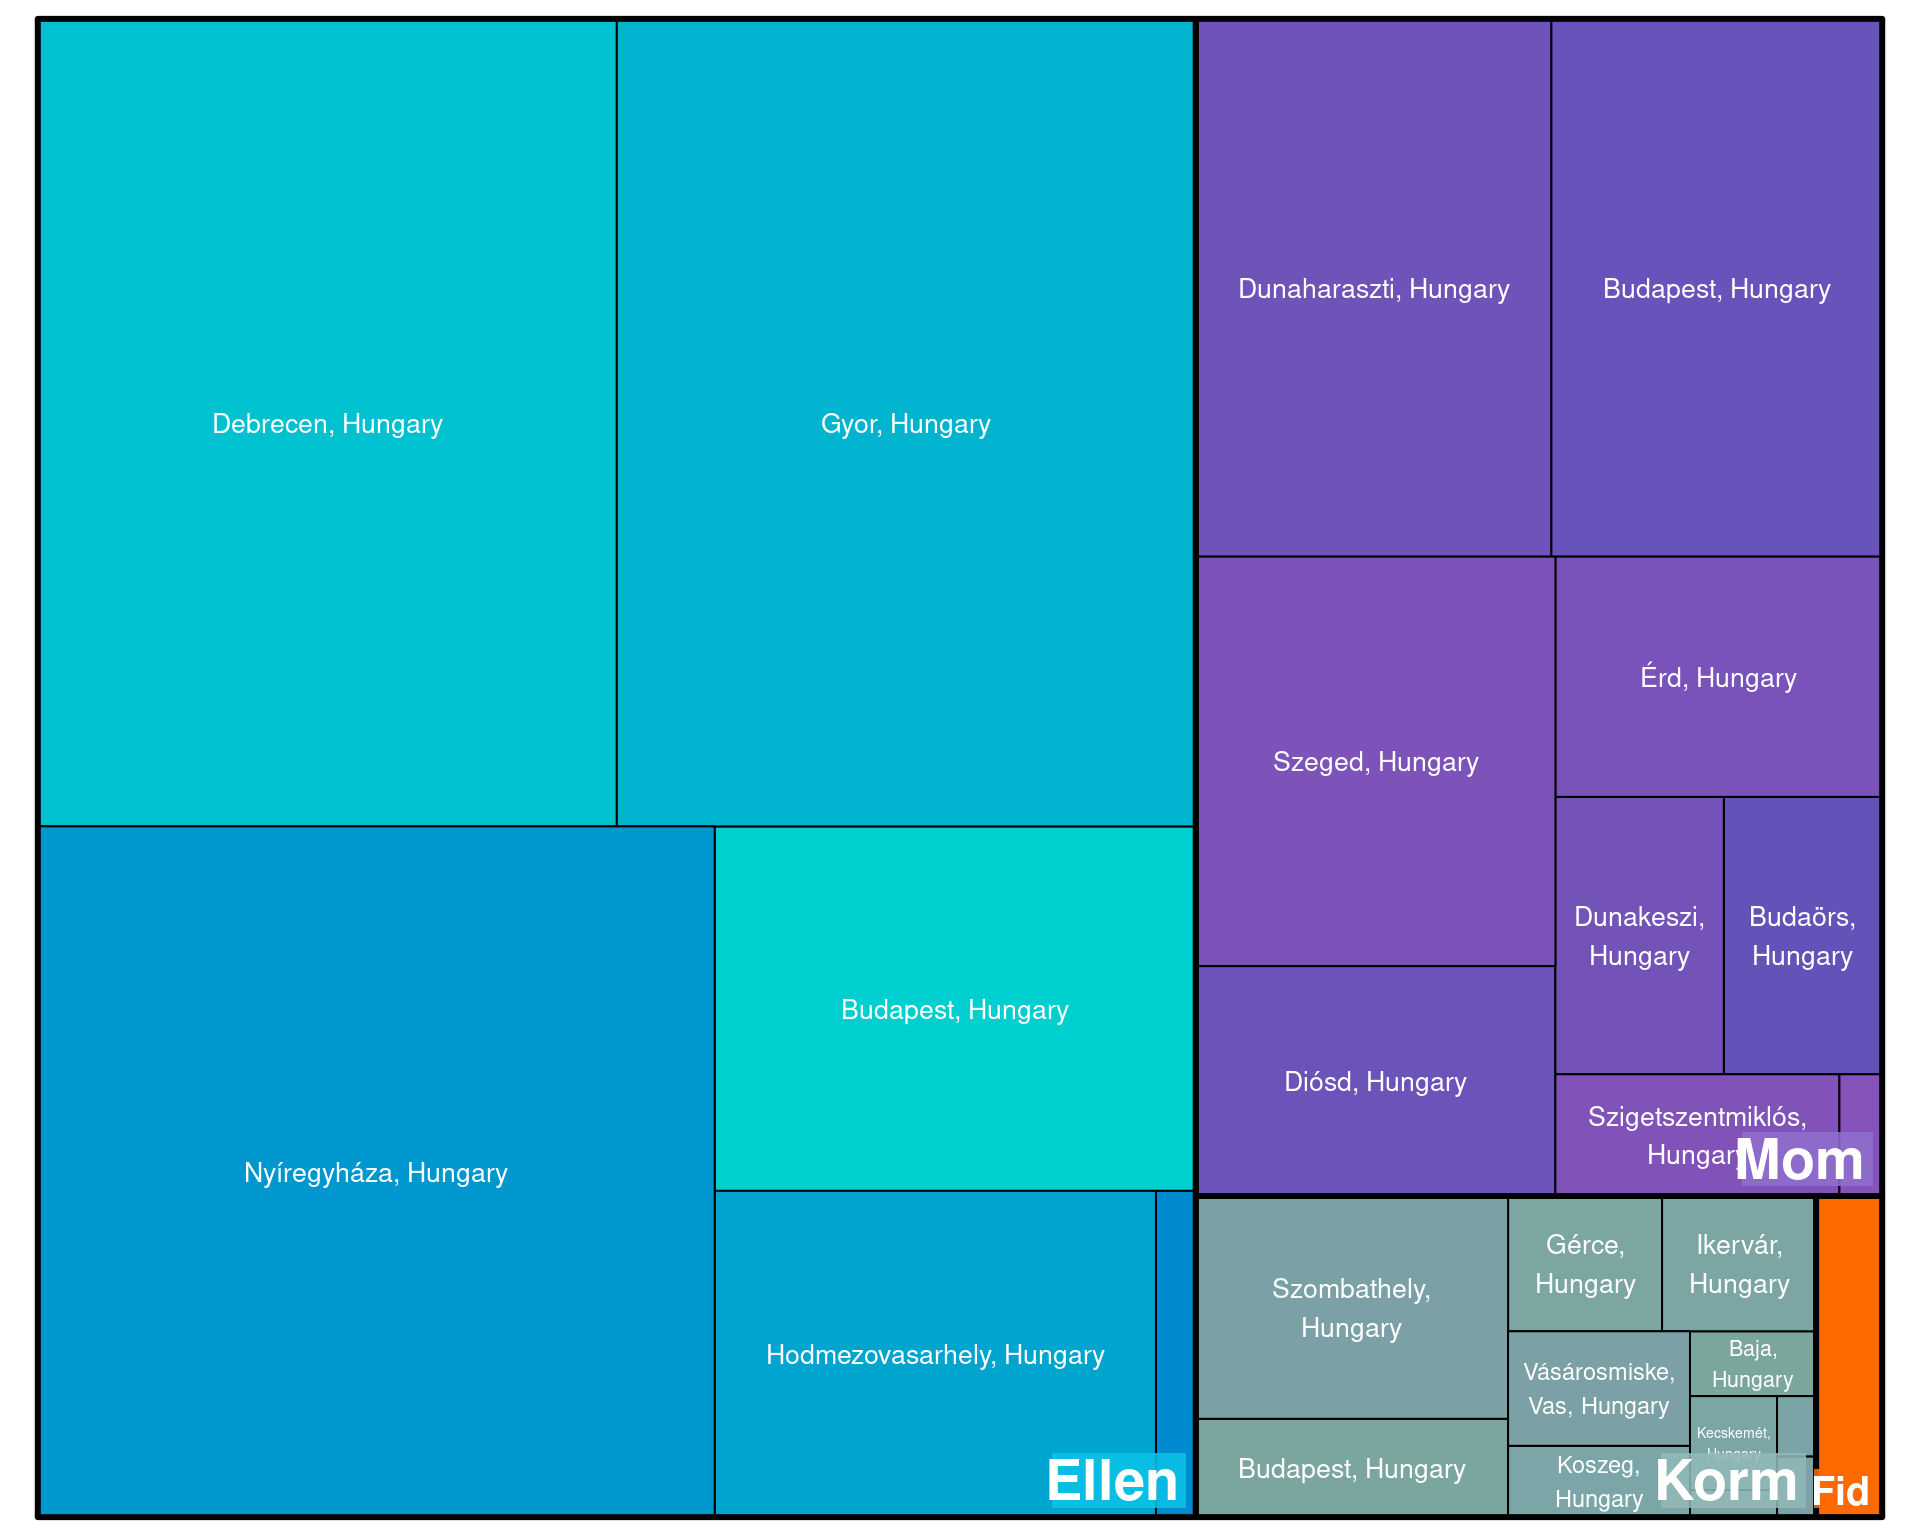 Debrecen, Hungary
Gyor, Hungary
Nyíregyháza, Hungary
Budapest, Hungary
Hodmezovasarhely, Hungary
Ellen
Dunaharaszti, Hungary
Budapest, Hungary
Szeged, Hungary
Érd, Hungary
Diósd, Hungary
Dunakeszi,
Hungary
Budaörs,
Hungary
Szigetszentmiklós,
Hungary
Mom
Szombathely,
Hungary
Budapest, Hungary
Gérce,
Hungary
Ikervár,
Hungary
Vásárosmiske,
Vas, Hungary
Baja,
Hungary
Kecskemét,
Hungary
Koszeg,
Hungary
Korm
Fid